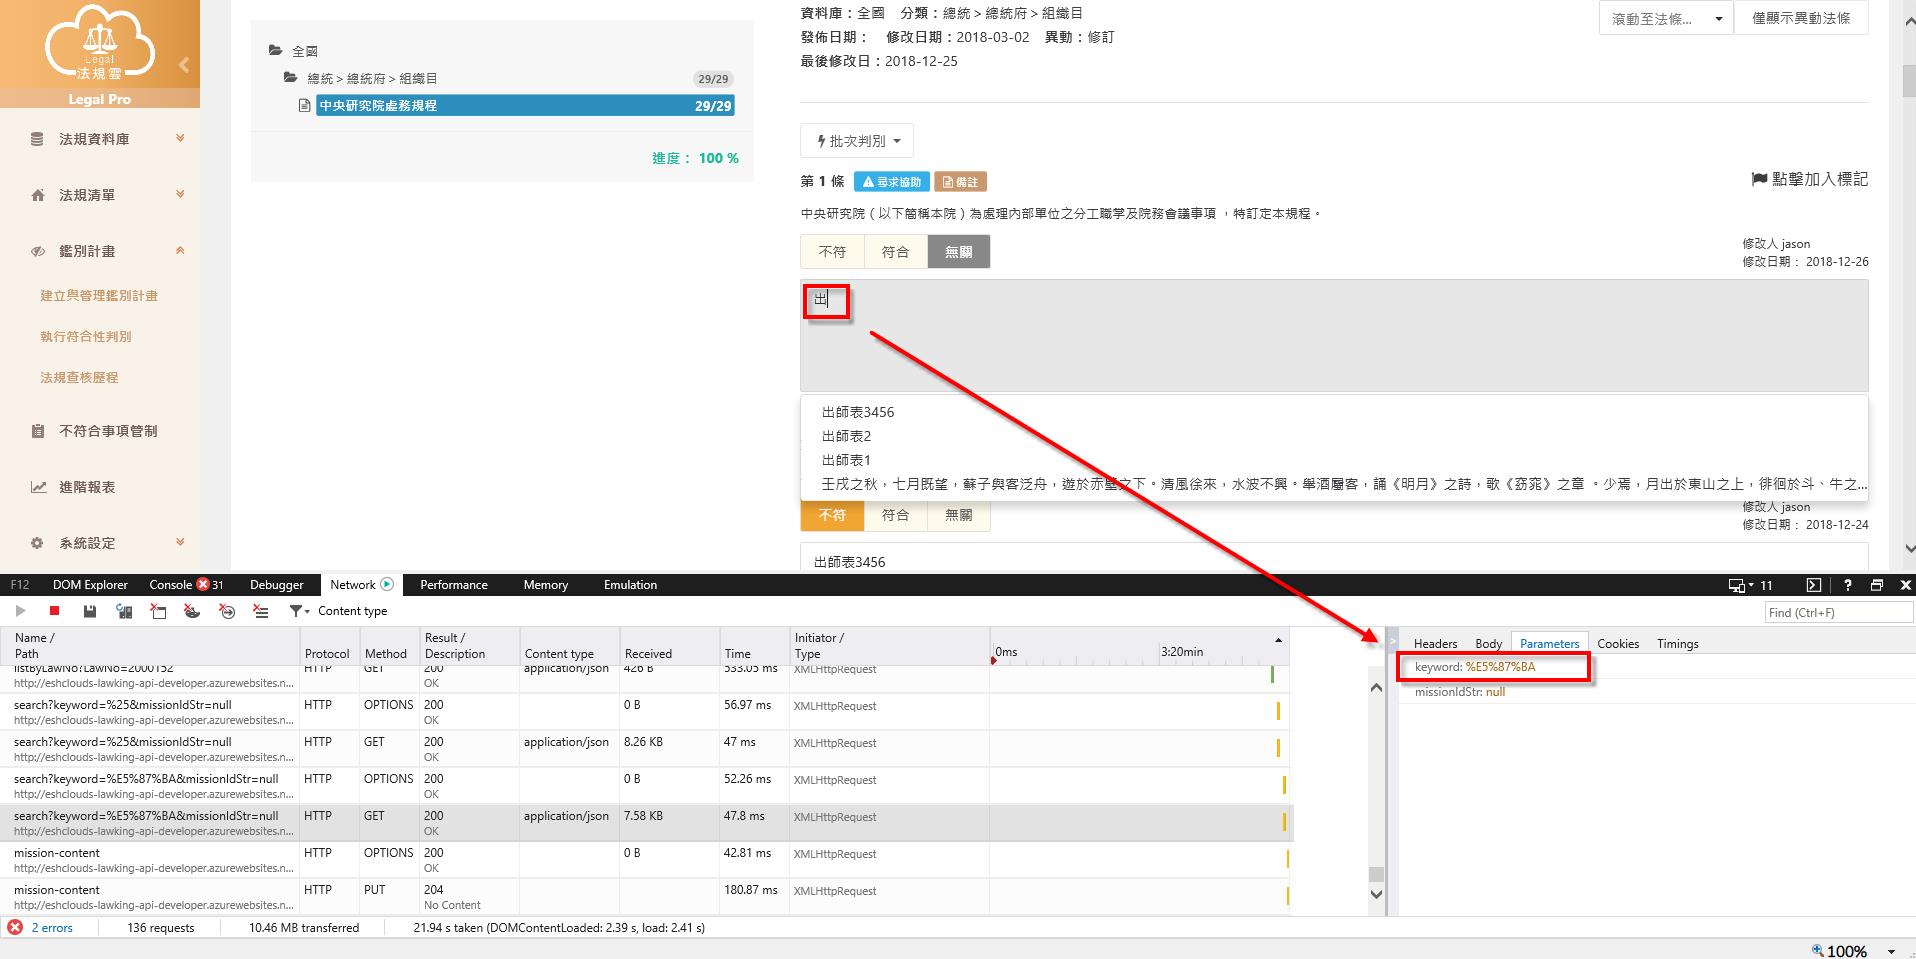 Legal
法規雲
Legal Pro
法規資料庫
法規清單
鑑別計畫
建立與管理鑑別計畫
執行符合性判別
法規查核歷程
不符合事項管制
進階報表
系統設定
全國
總統 > 總統府 > 組織目 29/29
中央研究院處務規程 29/29
進度： 100 %
資料庫：全國 分類：總統 > 總統府 > 組織目
發佈日期： 修改日期：2018-03-02 異動：修訂
最後修改日：2018-12-25
滾動至法條... 僅顯示異動法條
批次判別
第 1 條 尋求協助 備註 點擊加入標記
中央研究院（以下簡稱本院）為處理內部單位之分工職掌及院務會議事項 ，特訂定本規程。
不符 符合 無關
修改人 jason
修改日期： 2018-12-26
出
出師表3456
出師表2
出師表1
壬戌之秋，七月既望，蘇子與客泛舟，遊於赤壁之下。清風徐來，水波不興。舉酒屬客，誦《明月》之詩，歌《窈窕》之章 。少焉，月出於東山之上，徘徊於斗、牛之...
不符 符合 無關
修改人 jason
修改日期： 2018-12-24
出師表3456
F12 DOM Explorer Console 31 Debugger Network Performance Memory Emulation 11 ?
Content type
Find (Ctrl+F)
Name / Path Protocol Method Result / Description Content type Received Time Initiator / Type 0ms 3:20min
listbyLawNo?LawNo=2000152 HTTP GET 200 application/json 426 B 533.05 ms XMLHttpRequest
http://eshclouds-lawking-api-developer.azurewebsites.n... OK
search?keyword=%25&missionIdStr=null HTTP OPTIONS 200 0 B 56.97 ms XMLHttpRequest
http://eshclouds-lawking-api-developer.azurewebsites.n... OK
search?keyword=%25&missionIdStr=null HTTP GET 200 application/json 8.26 KB 47 ms XMLHttpRequest
http://eshclouds-lawking-api-developer.azurewebsites.n... OK
search?keyword=%E5%87%BA&missionIdStr=null HTTP OPTIONS 200 0 B 52.26 ms XMLHttpRequest
http://eshclouds-lawking-api-developer.azurewebsites.n... OK
search?keyword=%E5%87%BA&missionIdStr=null HTTP GET 200 application/json 7.58 KB 47.8 ms XMLHttpRequest
http://eshclouds-lawking-api-developer.azurewebsites.n... OK
mission-content HTTP OPTIONS 200 0 B 42.81 ms XMLHttpRequest
http://eshclouds-lawking-api-developer.azurewebsites.n... OK
mission-content HTTP PUT 204 180.87 ms XMLHttpRequest
http://eshclouds-lawking-api-developer.azurewebsites.n... No Content
Headers Body Parameters Cookies Timings
keyword: %E5%87%BA
missionIdStr: null
2 errors 136 requests 10.46 MB transferred 21.94 s taken (DOMContentLoaded: 2.39 s, load: 2.41 s)
100%